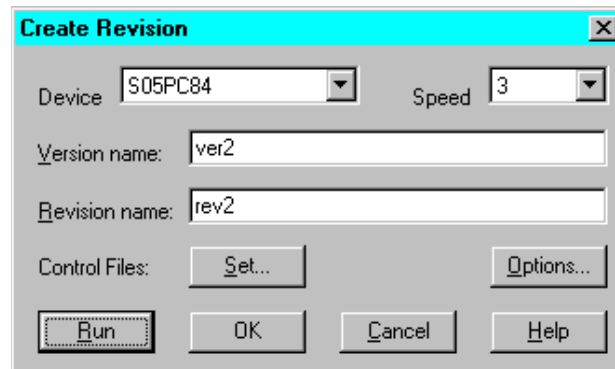 Create Revision
Device S05PC84 Speed 3
Version name: ver2
Revision name: rev2
Control Files: Set... Options...
Run OK Cancel Help